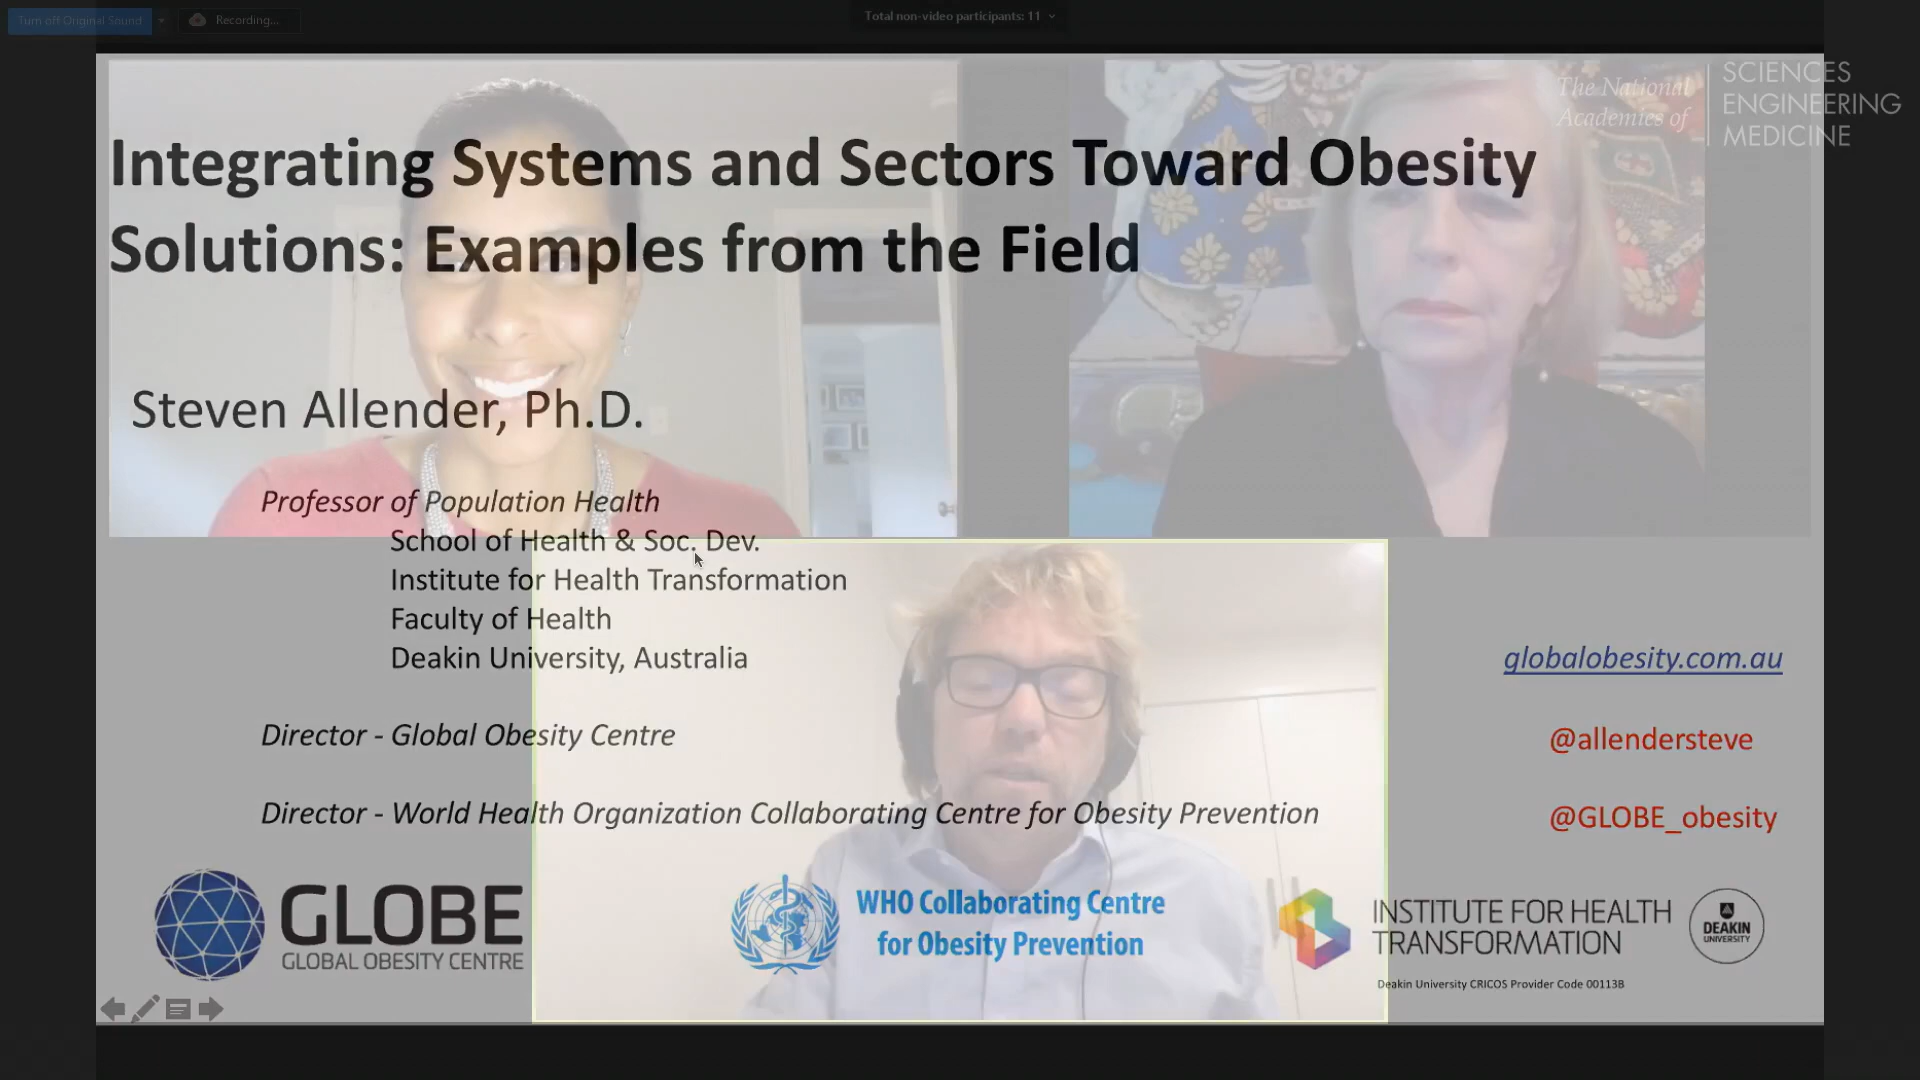 Turn off Original Sound
Recording...
Total non-video participants: 11
The National
Academies of
SCIENCES
ENGINEERING
MEDICINE
Integrating Systems and Sectors Toward Obesity
Solutions: Examples from the Field
Steven Allender, Ph.D.
Professor of Population Health
School of Health & Soc. Dev.
Institute for Health Transformation
Faculty of Health
Deakin University, Australia
globalobesity.com.au
Director - Global Obesity Centre
@allendersteve
Director - World Health Organization Collaborating Centre for Obesity Prevention
@GLOBE_obesity
GLOBE
GLOBAL OBESITY CENTRE
WHO Collaborating Centre
for Obesity Prevention
INSTITUTE FOR HEALTH
TRANSFORMATION
DEAKIN
UNIVERSITY
Deakin University CRICOS Provider Code 00113B